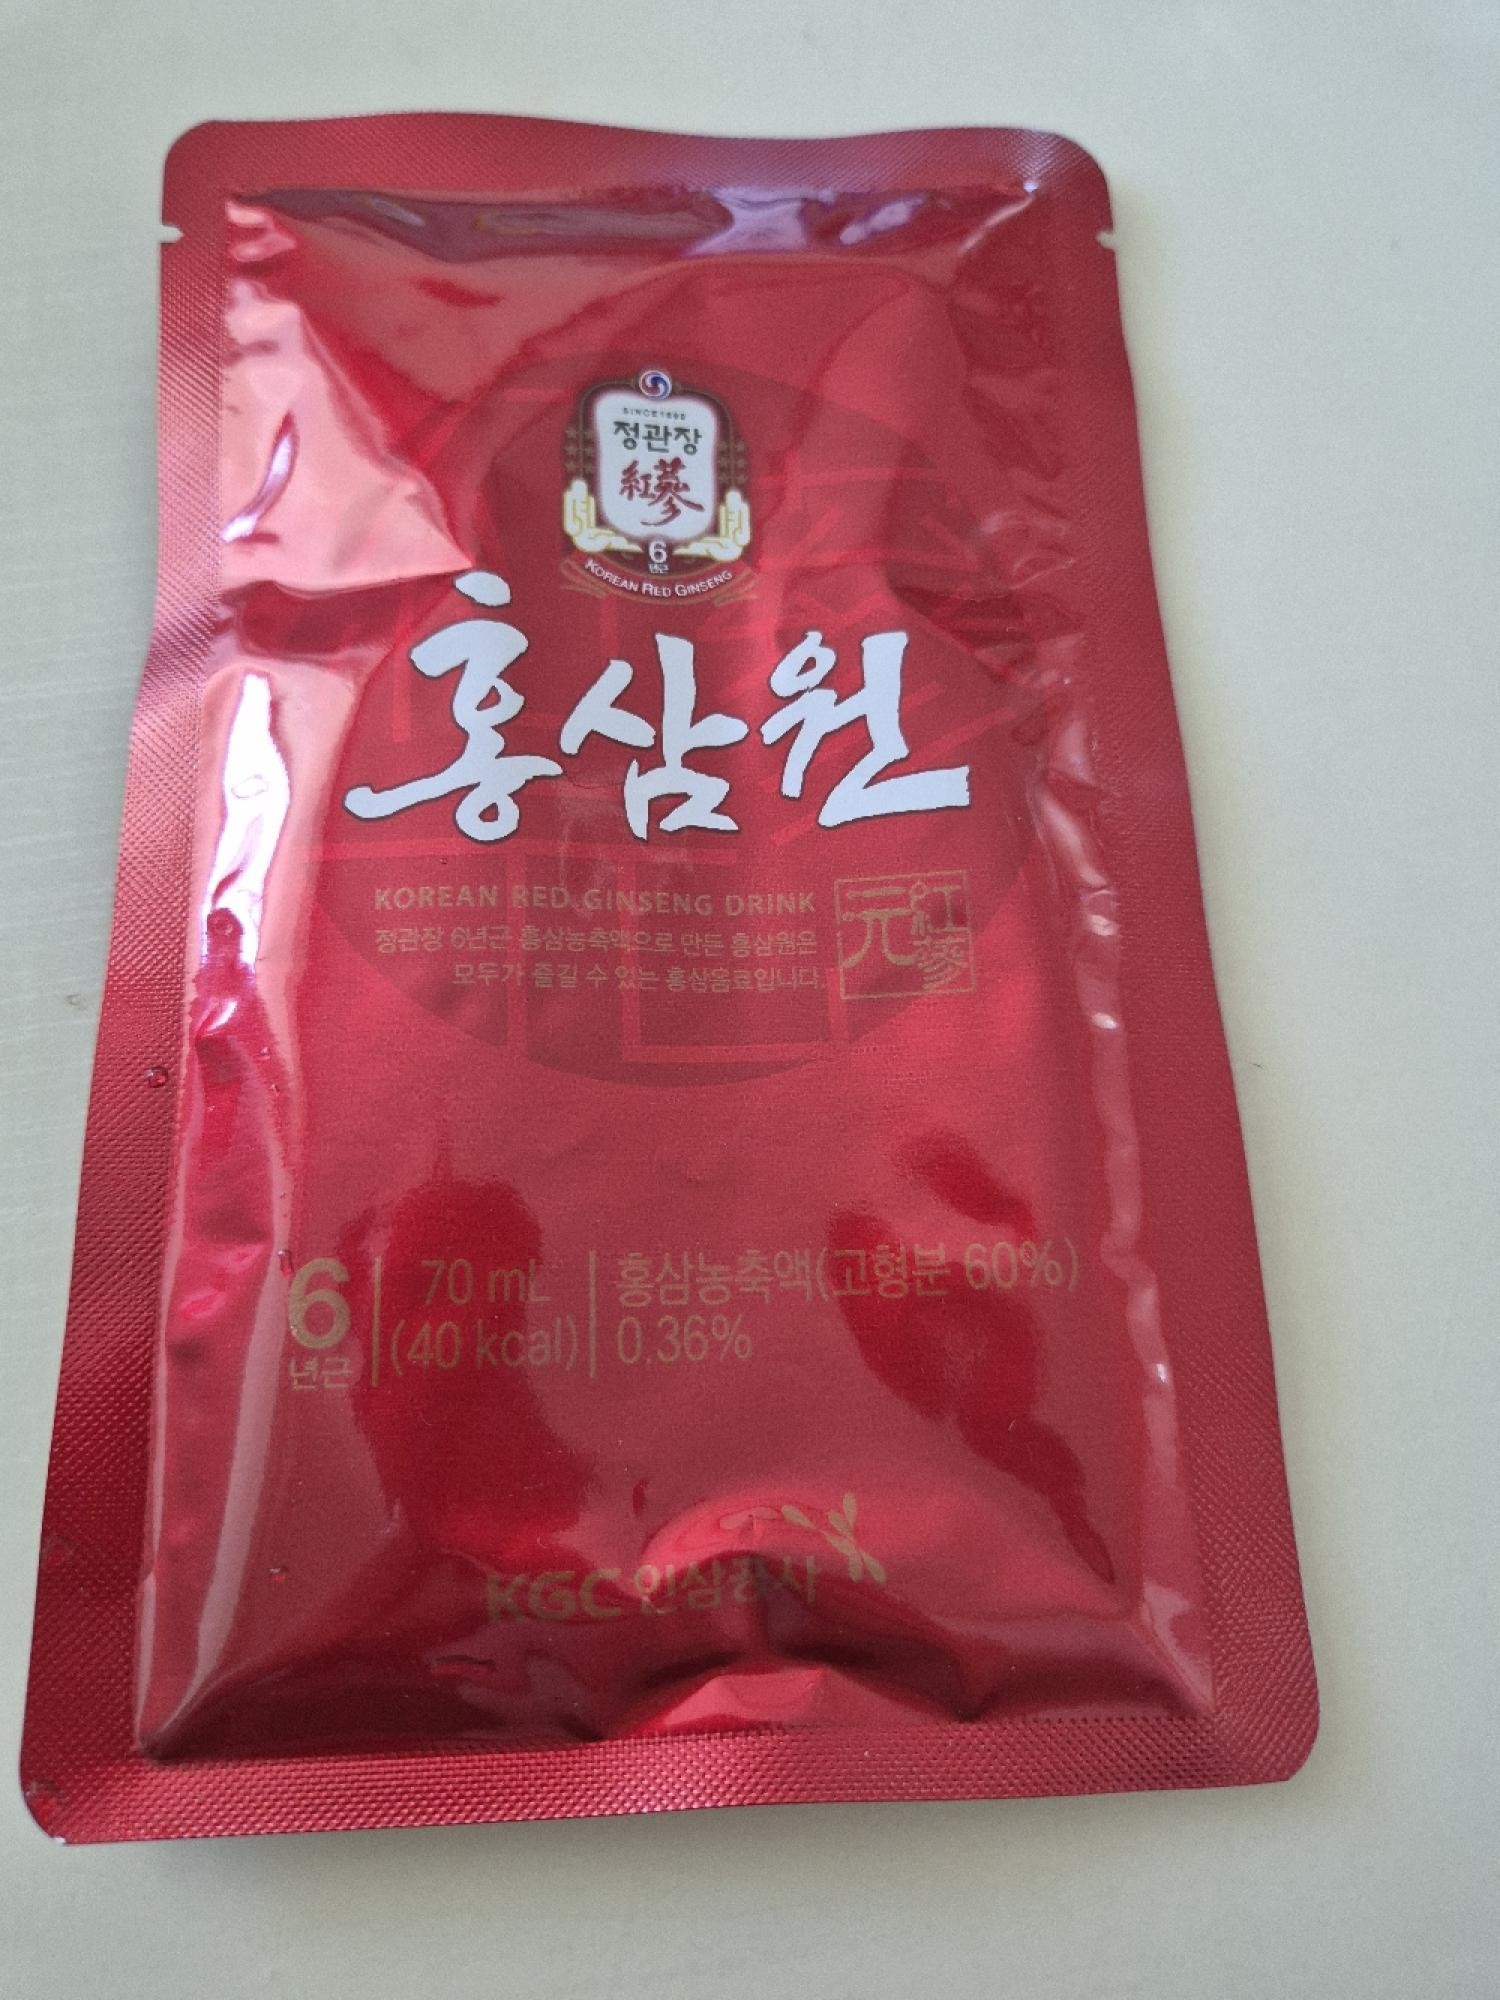 SINCE1899
정관장
紅蔘
6
년근
KOREAN RED GINSENG
홍삼원
KOREAN RED GINSENG DRINK
정관장 6년근 홍삼농축액으로 만든 홍삼원은
모두가 즐길 수 있는 홍삼음료입니다.
紅蔘元
6
년근
70 mL
(40 kcal)
홍삼농축액(고형분 60%)
0.36%
KGC 인삼공사